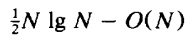 ½N lg N − O(N)